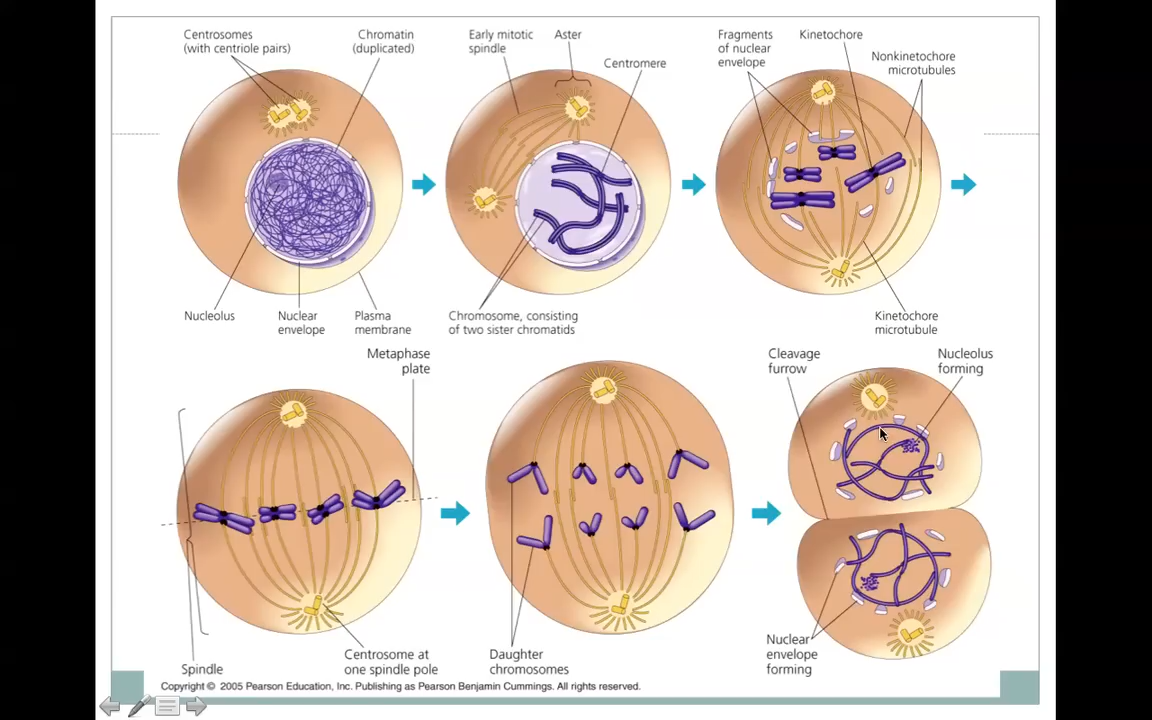 Centrosomes
(with centriole pairs)
Chromatin
(duplicated)
Early mitotic
spindle
Aster
Centromere
Fragments
of nuclear
envelope
Kinetochore
Nonkinetochore
microtubules
Nucleolus
Nuclear
envelope
Plasma
membrane
Chromosome, consisting
of two sister chromatids
Kinetochore
microtubule
Metaphase
plate
Cleavage
furrow
Nucleolus
forming
Spindle
Centrosome at
one spindle pole
Daughter
chromosomes
Nuclear
envelope
forming
Copyright © 2005 Pearson Education, Inc. Publishing as Pearson Benjamin Cummings. All rights reserved.